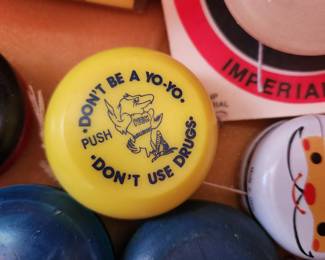 ·DON'T BE A YO-YO·
PUSH
·DON'T USE DRUGS·
IMPERIAL